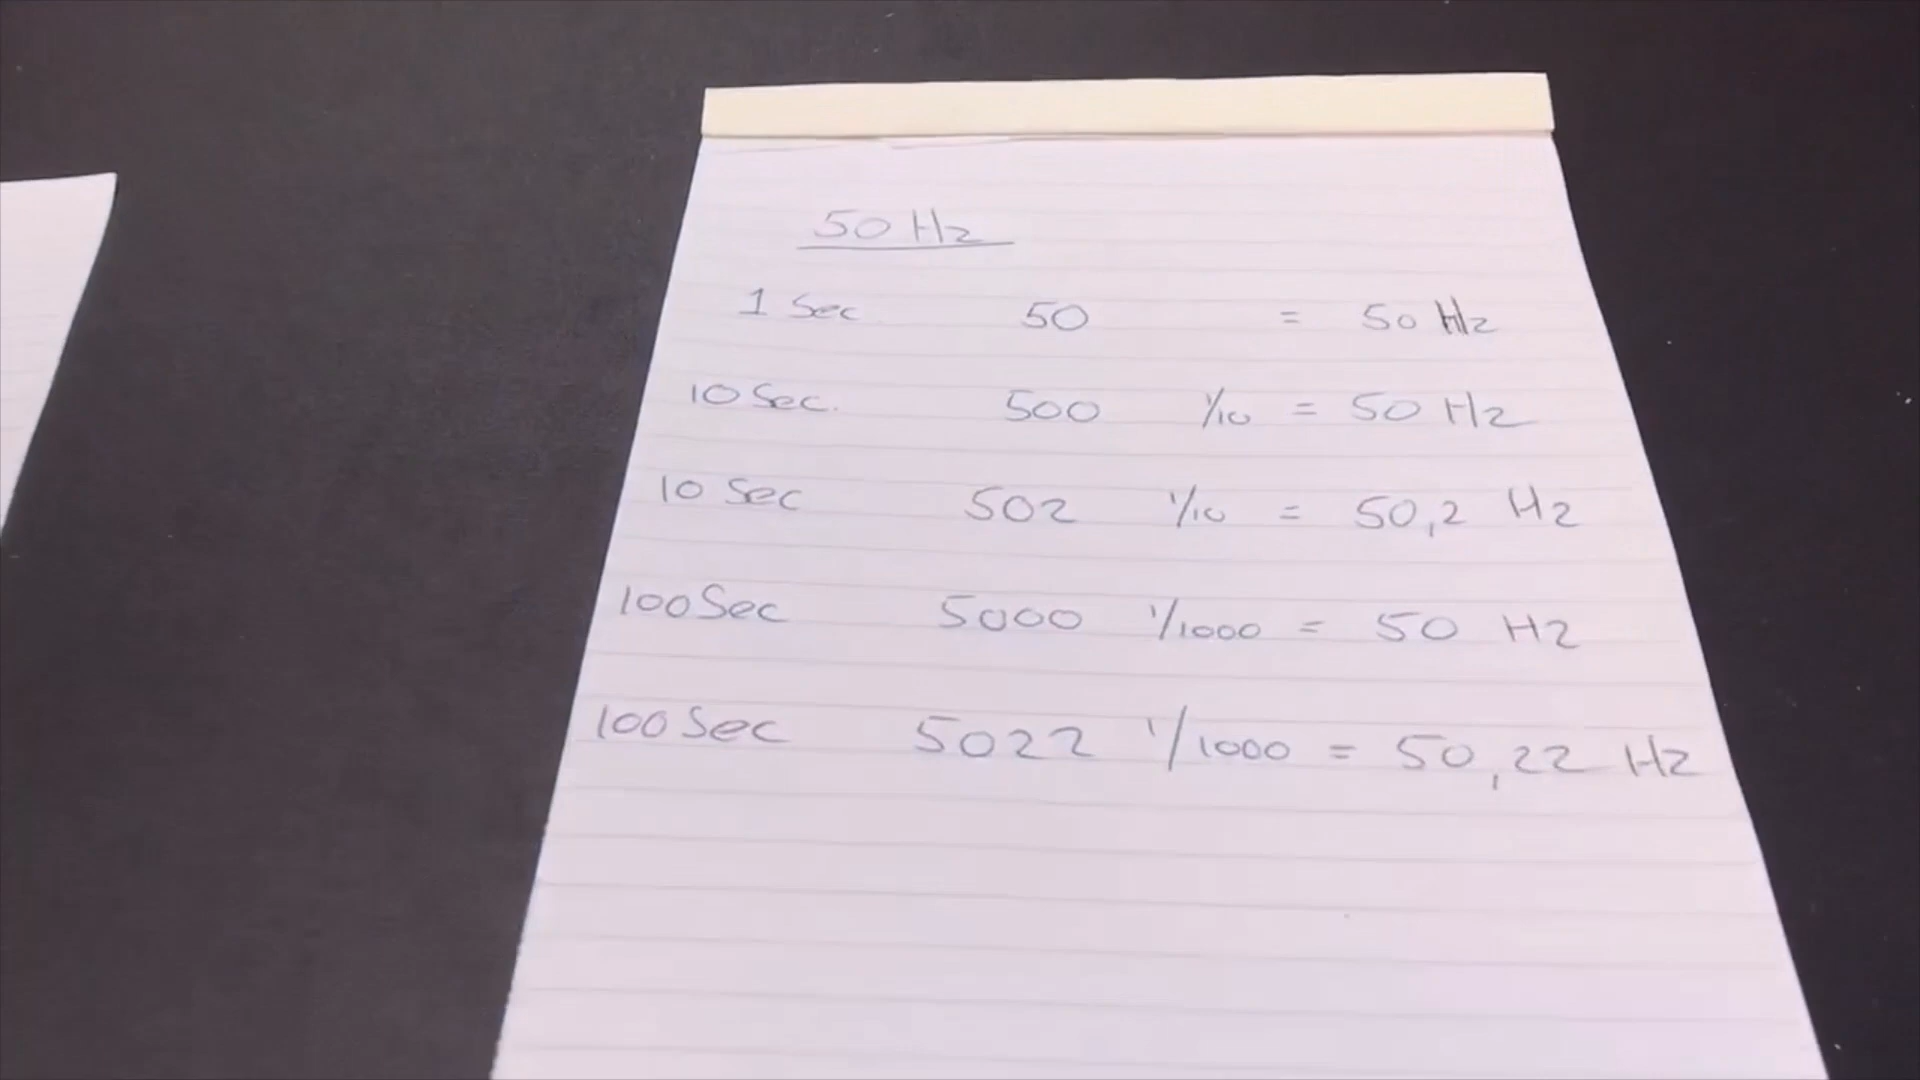 50 Hz
1 Sec 50 = 50 Hz
10 Sec. 500 1/10 = 50 Hz
10 Sec 502 1/10 = 50,2 Hz
100 Sec 5000 1/1000 = 50 Hz
100 Sec 5022 1/1000 = 50,22 Hz